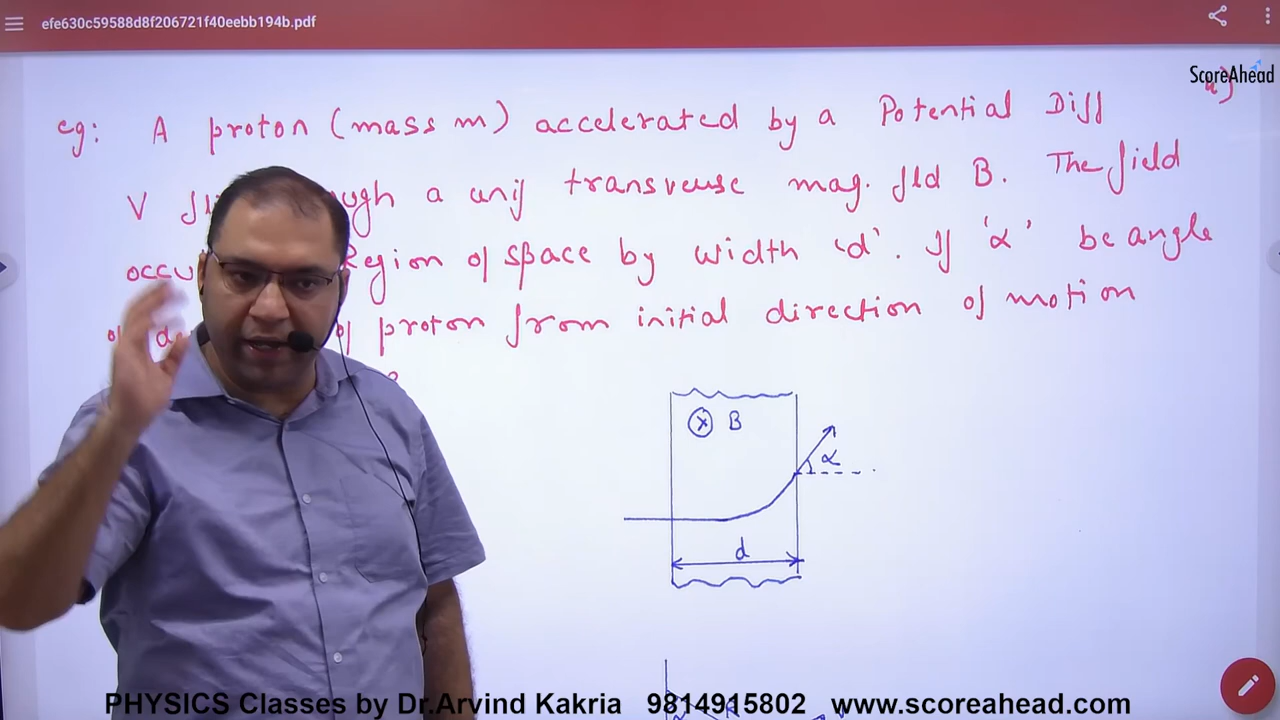 efe630c59588d8f206721f40eebb194b.pdf
ScoreAhead
eg: A proton (mass m) accelerated by a Potential Diff
V a unif transverse mag. fld B. The field
Region of space by width 'd'. If 'α' be angle
of proton from initial direction of motion
⊗ B
α
d
R
PHYSICS Classes by Dr.Arvind Kakria 9814915802 www.scoreahead.com